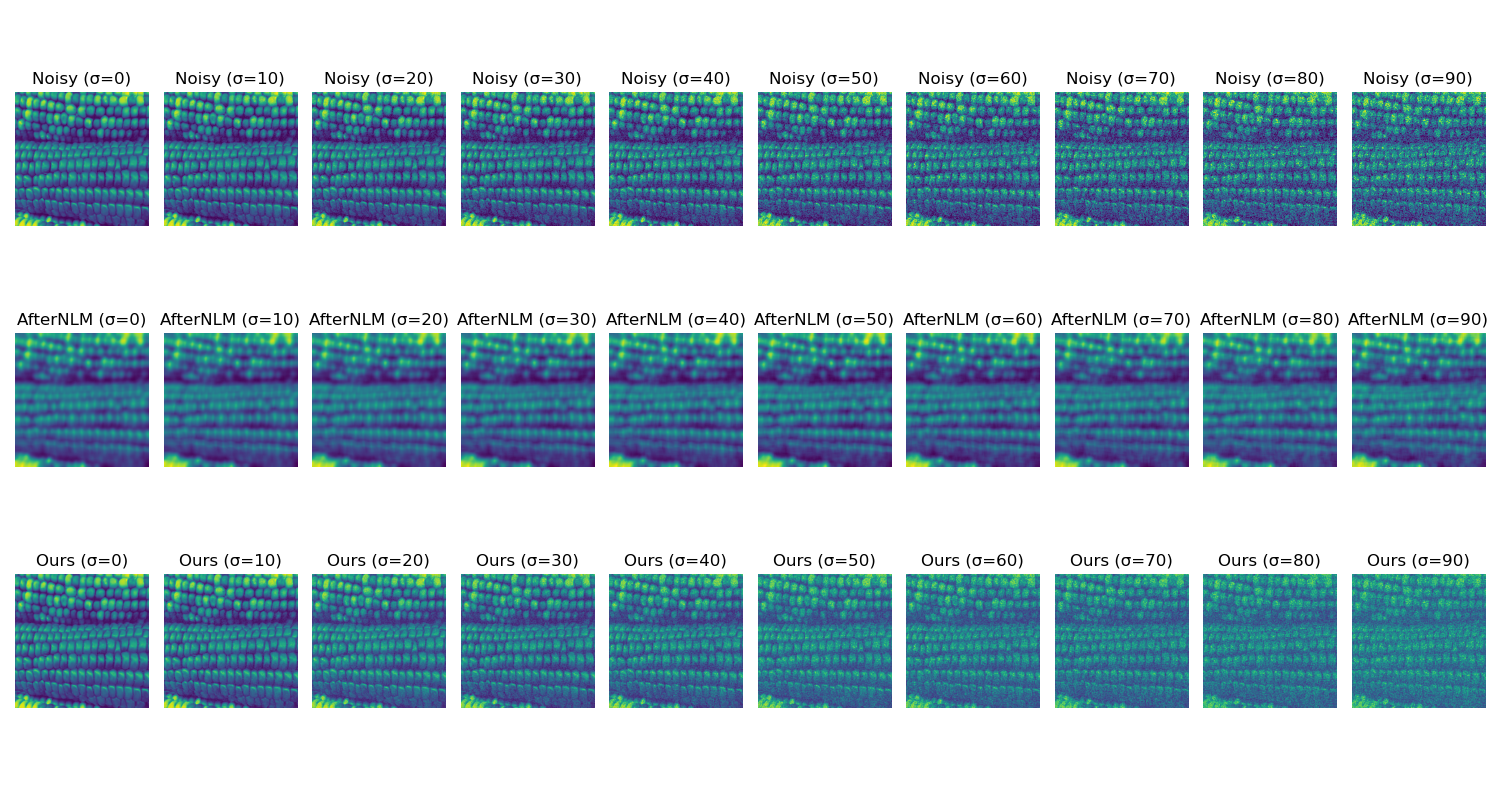 Noisy (σ=0) Noisy (σ=10) Noisy (σ=20) Noisy (σ=30) Noisy (σ=40) Noisy (σ=50) Noisy (σ=60) Noisy (σ=70) Noisy (σ=80) Noisy (σ=90)
AfterNLM (σ=0) AfterNLM (σ=10) AfterNLM (σ=20) AfterNLM (σ=30) AfterNLM (σ=40) AfterNLM (σ=50) AfterNLM (σ=60) AfterNLM (σ=70) AfterNLM (σ=80) AfterNLM (σ=90)
Ours (σ=0) Ours (σ=10) Ours (σ=20) Ours (σ=30) Ours (σ=40) Ours (σ=50) Ours (σ=60) Ours (σ=70) Ours (σ=80) Ours (σ=90)